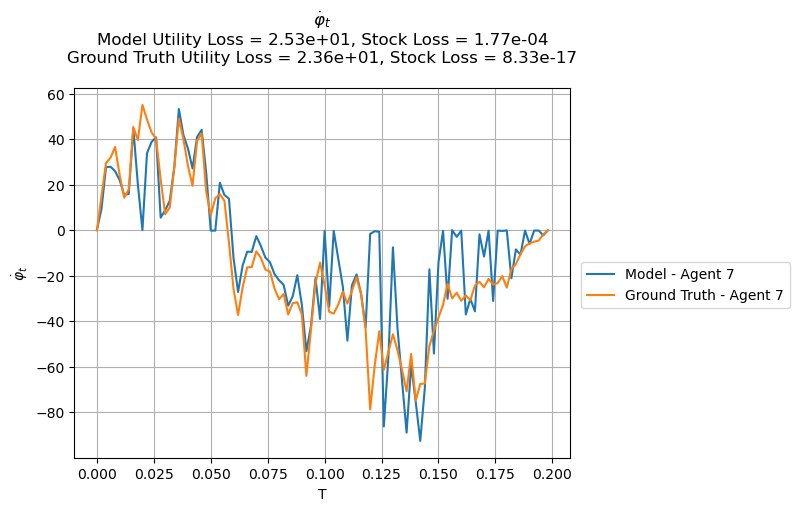 φ̇ₜ
Model Utility Loss = 2.53e+01, Stock Loss = 1.77e-04
Ground Truth Utility Loss = 2.36e+01, Stock Loss = 8.33e-17
60
40
20
0
−20
−40
−60
−80
φ̇ₜ
0.000
0.025
0.050
0.075
0.100
0.125
0.150
0.175
0.200
T
Model - Agent 7
Ground Truth - Agent 7